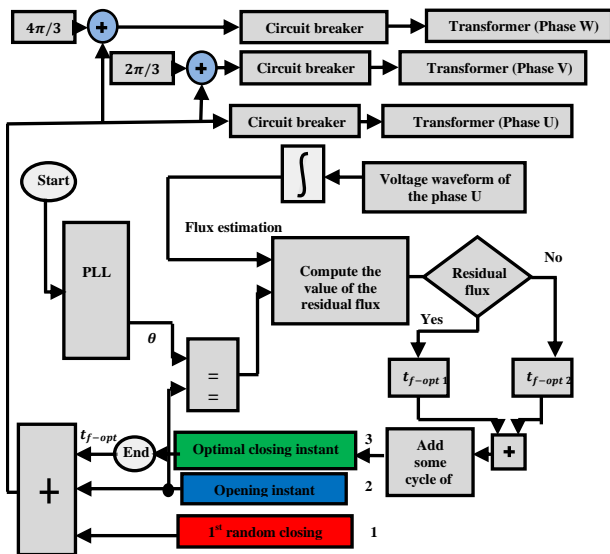 4π/3
+
Circuit breaker
Transformer (Phase W)
2π/3
+
Circuit breaker
Transformer (Phase V)
Circuit breaker
Transformer (Phase U)
Start
∫
Voltage waveform of
the phase U
Flux estimation
PLL
Compute the
value of the
residual flux
Residual
flux
No
Yes
θ
=
=
t_{f-opt 1}
t_{f-opt 2}
t_{f-opt}
End
Optimal closing instant
3
Add
some
cycle of
+
+
Opening instant
2
1st random closing
1